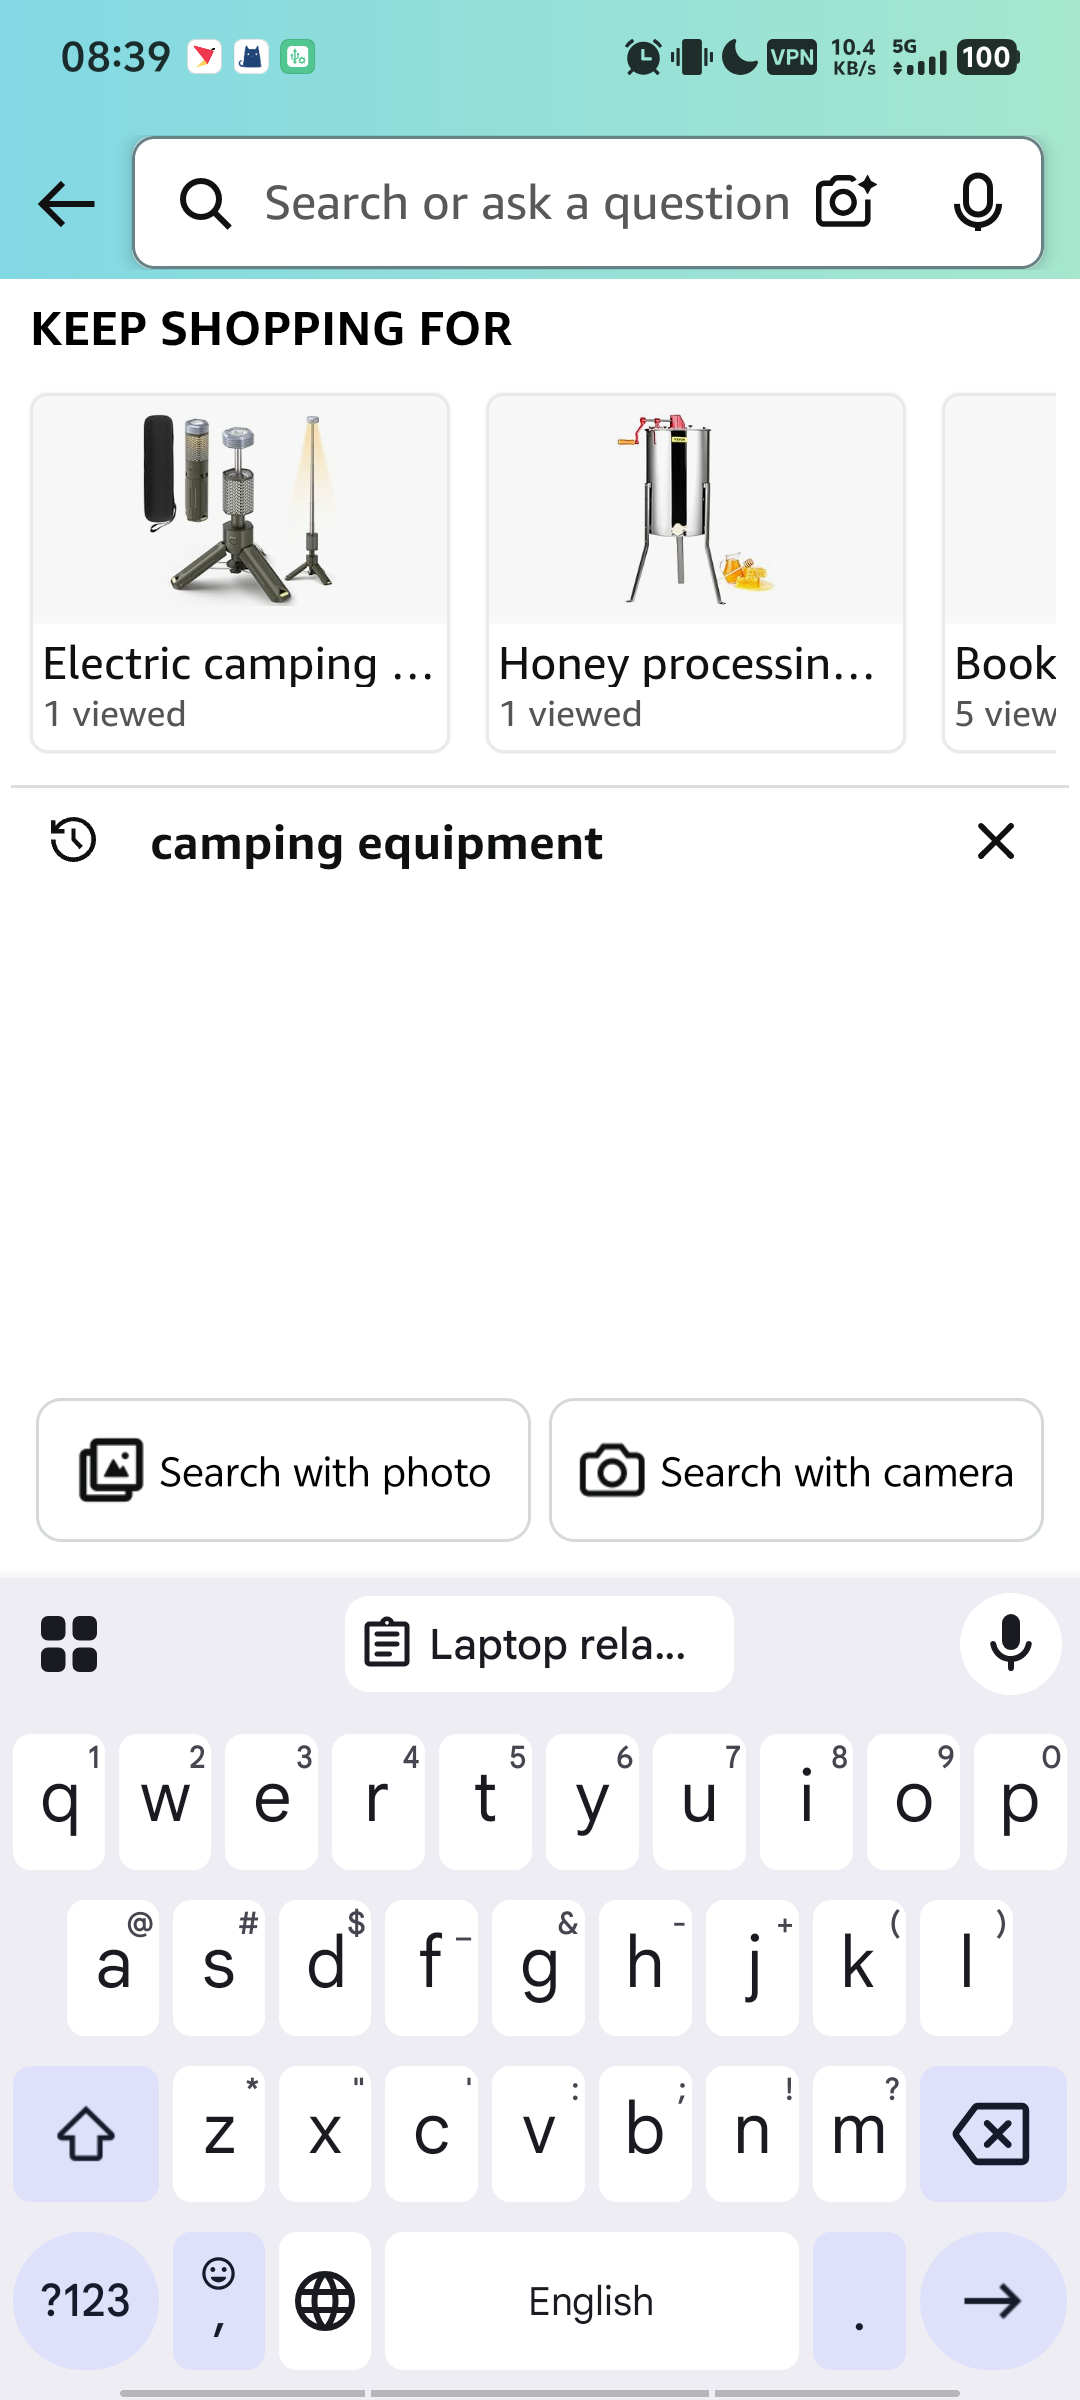 08:39
VPN
10.4 KB/s
5G
100
Search or ask a question
KEEP SHOPPING FOR
Electric camping ...
1 viewed
Honey processin...
1 viewed
Book
5 view
camping equipment
Search with photo
Search with camera
Laptop rela...
q 1 w 2 e 3 r 4 t 5 y 6 u 7 i 8 o 9 p 0
a @ s # d $ f _ g & h - j + k ( l )
z * x " c ' v : b ; n ! m ?
?123 , English .